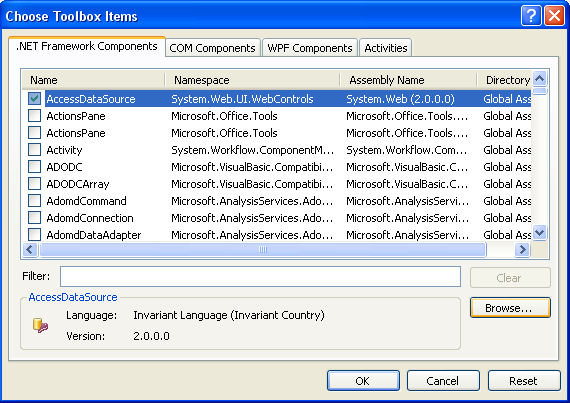 Choose Toolbox Items
.NET Framework Components COM Components WPF Components Activities
Name Namespace Assembly Name Directory
AccessDataSource System.Web.UI.WebControls System.Web (2.0.0.0) Global Ass
ActionsPane Microsoft.Office.Tools Microsoft.Office.Tools.... Global Ass
ActionsPane Microsoft.Office.Tools Microsoft.Office.Tools.... Global Ass
Activity System.Workflow.ComponentM... System.Workflow.Com... Global Ass
ADODC Microsoft.VisualBasic.Compatibi... Microsoft.VisualBasic.C... Global Ass
ADODCArray Microsoft.VisualBasic.Compatibi... Microsoft.VisualBasic.C... Global Ass
AdomdCommand Microsoft.AnalysisServices.Ado... Microsoft.AnalysisServ... Global Ass
AdomdConnection Microsoft.AnalysisServices.Ado... Microsoft.AnalysisServ... Global Ass
AdomdDataAdapter Microsoft.AnalysisServices.Ado... Microsoft.AnalysisServ... Global Ass
Filter: Clear
AccessDataSource
Browse...
Language: Invariant Language (Invariant Country)
Version: 2.0.0.0
OK Cancel Reset